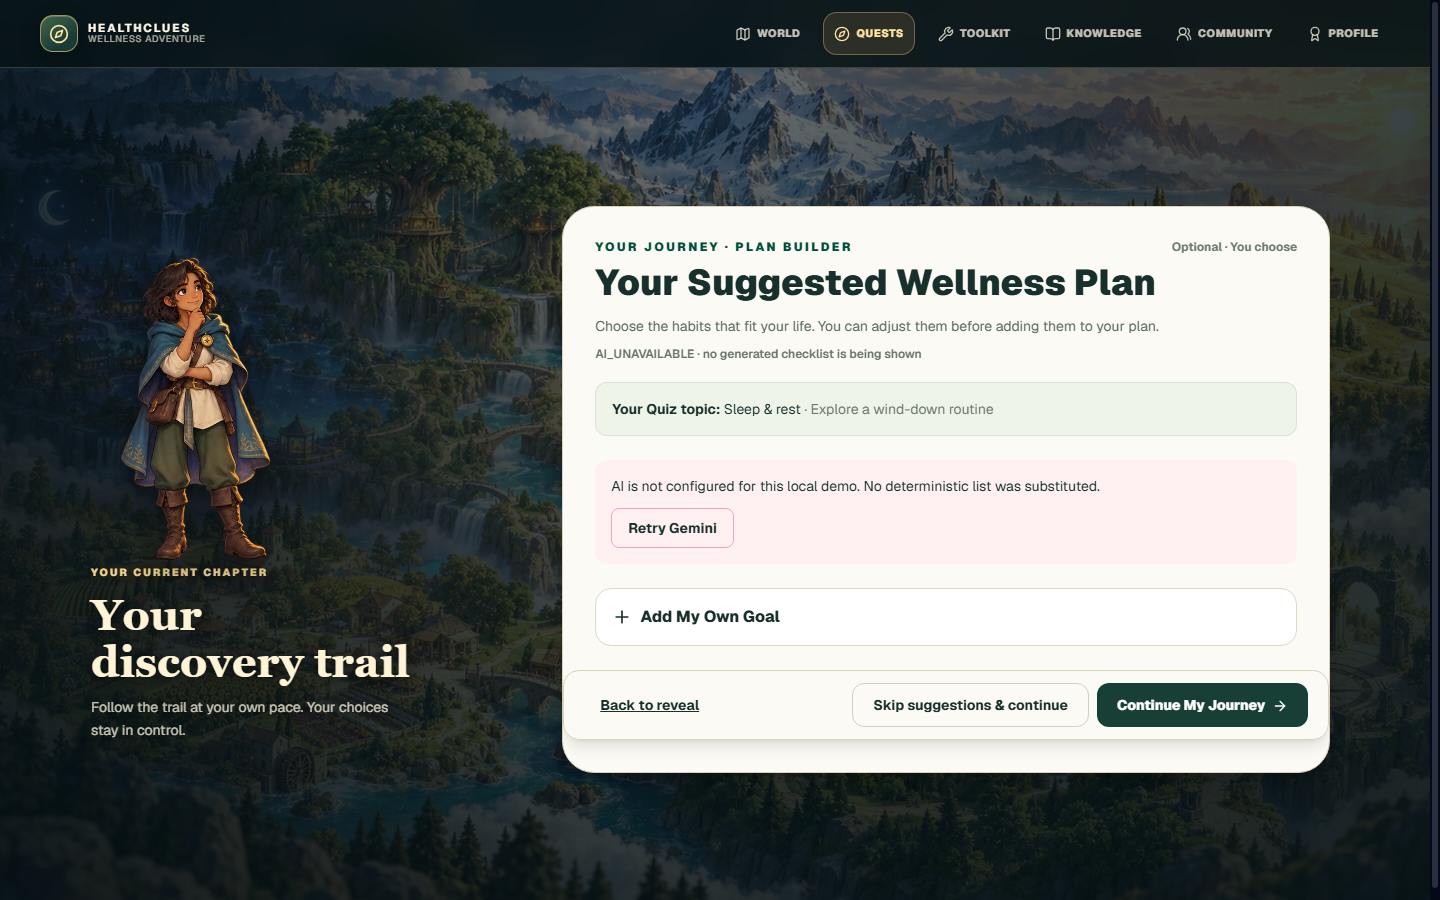 HEALTHCLUES
WELLNESS ADVENTURE
WORLD
QUESTS
TOOLKIT
KNOWLEDGE
COMMUNITY
PROFILE
YOUR CURRENT CHAPTER
Your
discovery trail
Follow the trail at your own pace. Your choices
stay in control.
YOUR JOURNEY · PLAN BUILDER
Optional · You choose
Your Suggested Wellness Plan
Choose the habits that fit your life. You can adjust them before adding them to your plan.
AI_UNAVAILABLE · no generated checklist is being shown
Your Quiz topic: Sleep & rest · Explore a wind-down routine
AI is not configured for this local demo. No deterministic list was substituted.
Retry Gemini
Add My Own Goal
Back to reveal
Skip suggestions & continue
Continue My Journey →